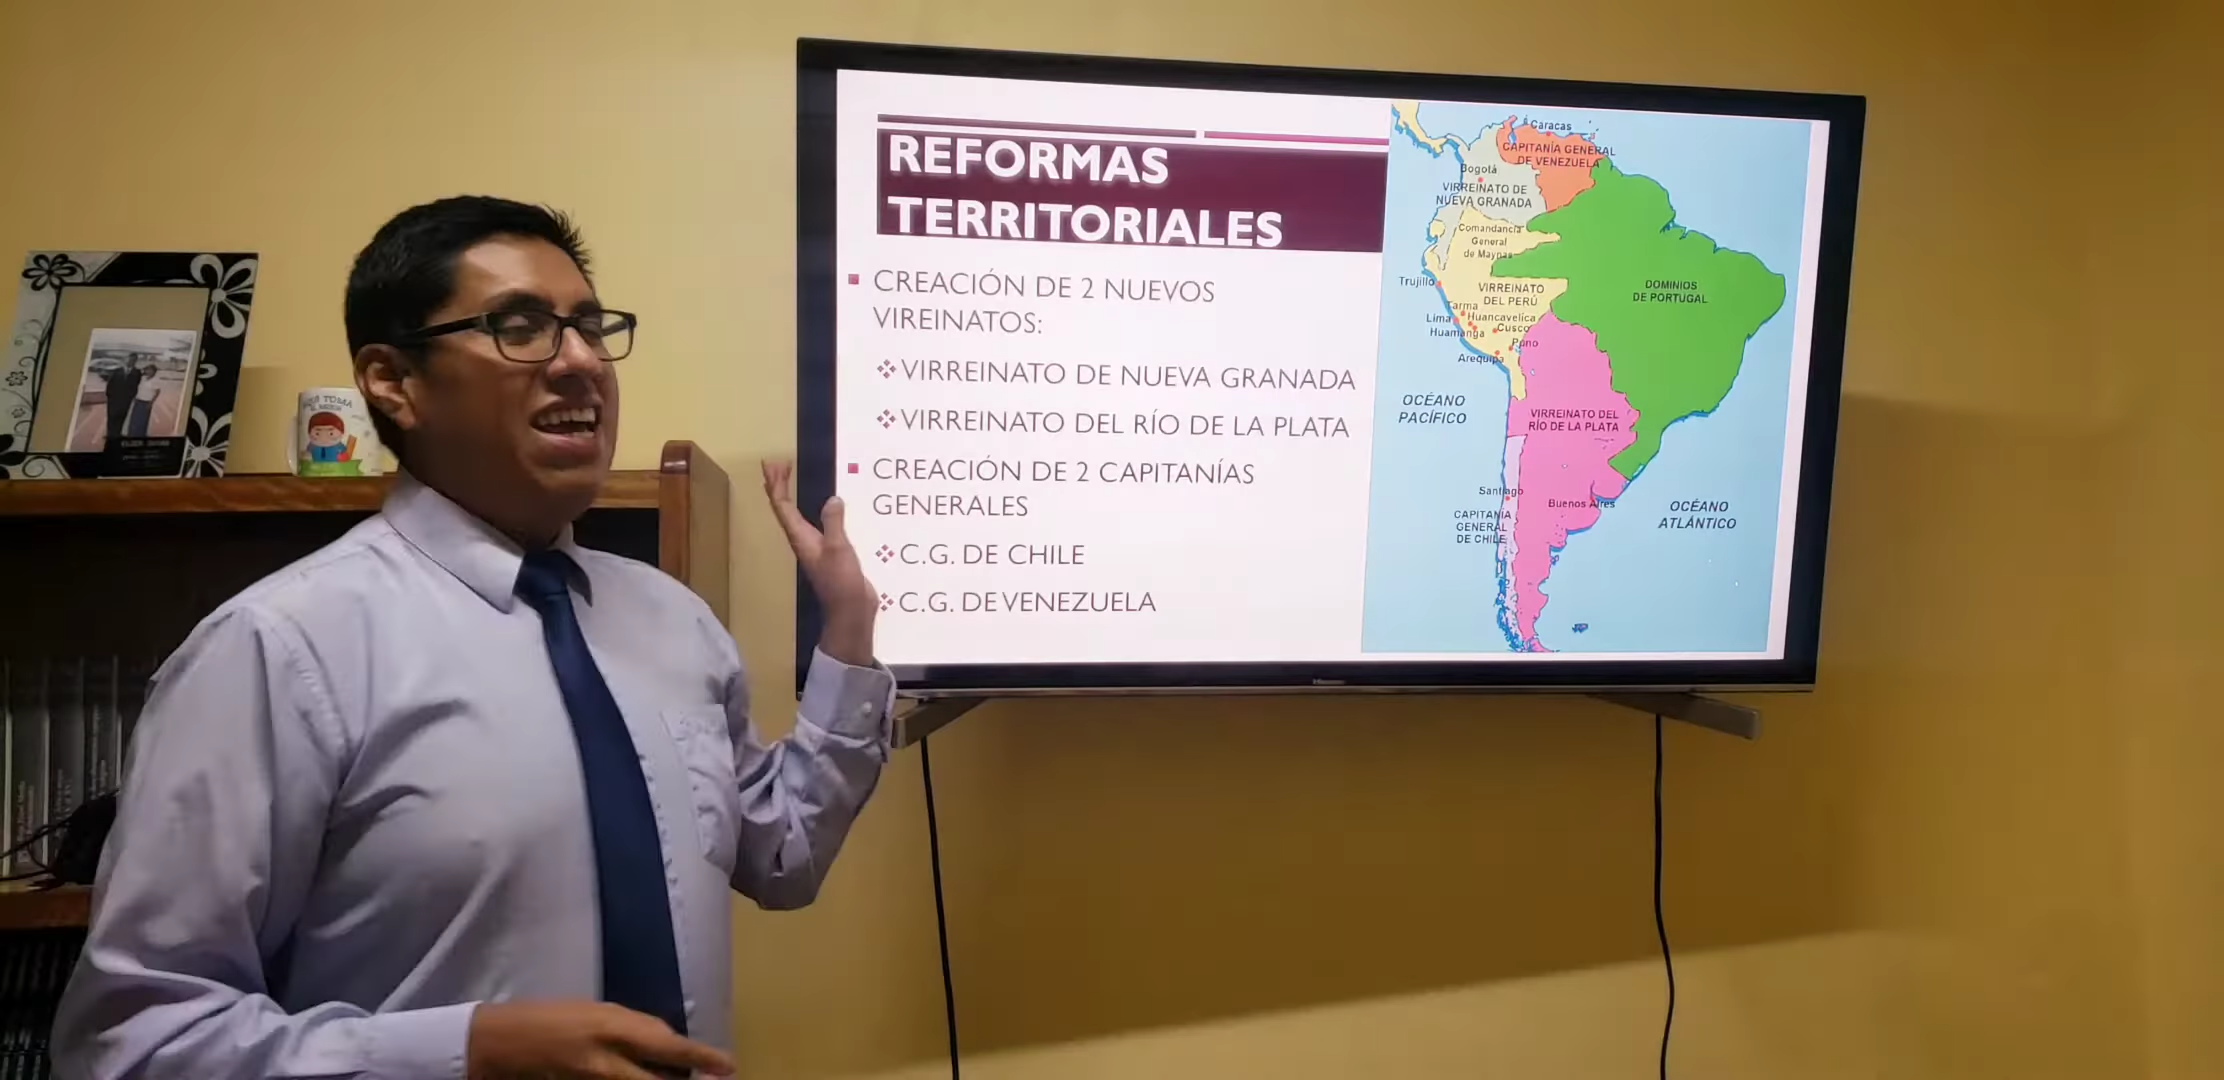 REFORMAS
TERRITORIALES
CREACIÓN DE 2 NUEVOS
VIREINATOS:
VIRREINATO DE NUEVA GRANADA
VIRREINATO DEL RÍO DE LA PLATA
CREACIÓN DE 2 CAPITANÍAS
GENERALES
C.G. DE CHILE
C.G. DE VENEZUELA
Caracas
CAPITANÍA GENERAL
DE VENEZUELA
Bogotá
VIRREINATO DE
NUEVA GRANADA
Comandancia
General
de Maynas
DOMINIOS
DE PORTUGAL
Trujillo
VIRREINATO
DEL PERÚ
Tarma
Lima
Huancavelica
Huamanga
Cusco
Puno
Arequipa
OCÉANO
PACÍFICO
VIRREINATO DEL
RÍO DE LA PLATA
Santiago
Buenos Aires
CAPITANÍA
GENERAL
DE CHILE
OCÉANO
ATLÁNTICO
Hisense